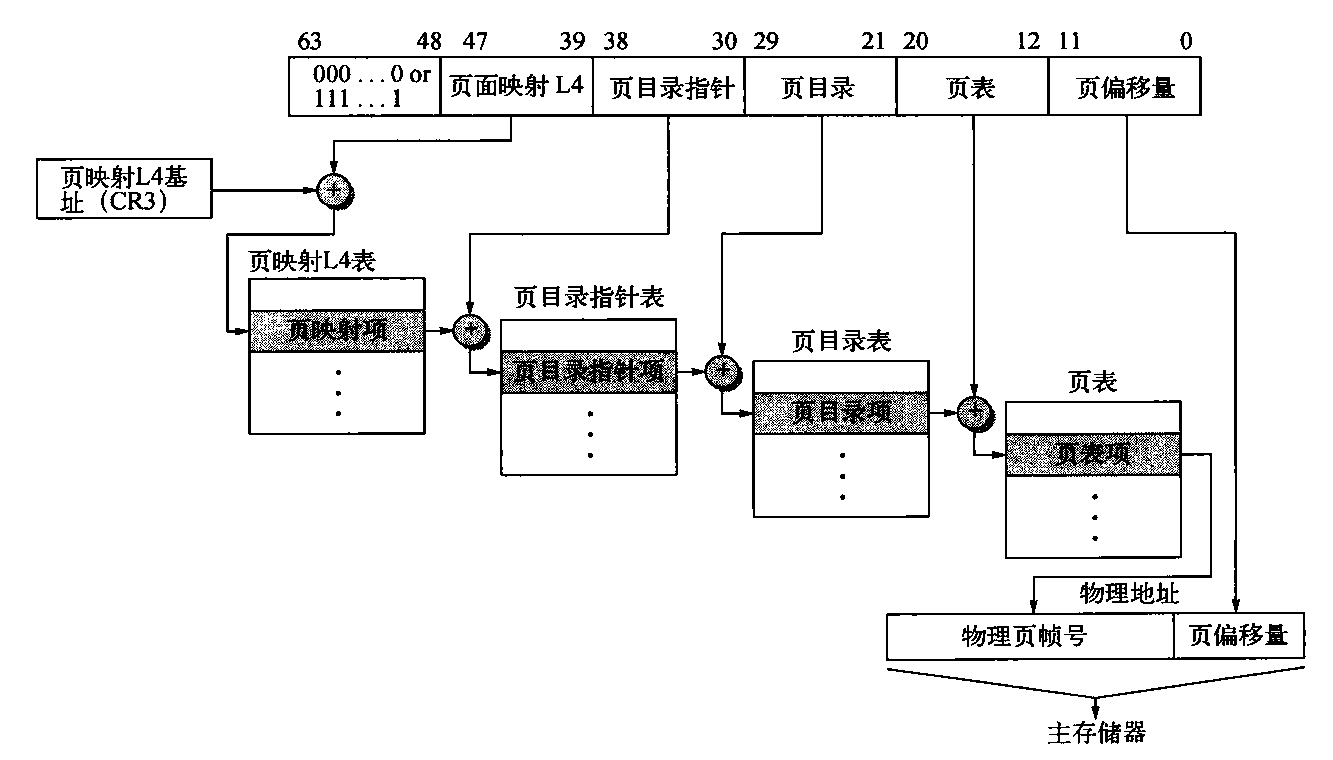 63 48 47 39 38 30 29 21 20 12 11 0
000 . . . 0 or
111 . . . 1
页面映射 L4
页目录指针
页目录
页表
页偏移量
页映射L4基
址（CR3）
+
页映射L4表
页映射项
+
页目录指针表
页目录指针项
+
页目录表
页目录项
+
页表
页表项
物理地址
物理页帧号
页偏移量
主存储器